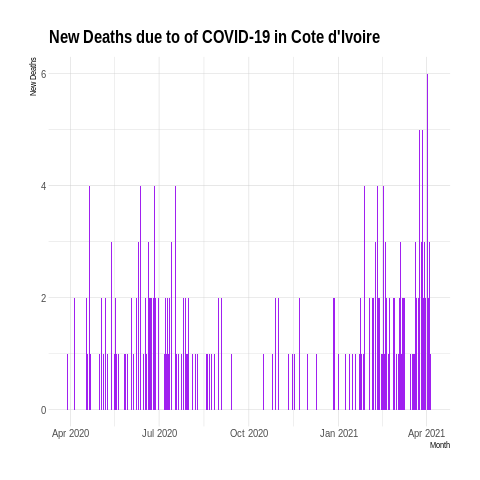 New Deaths due to of COVID-19 in Cote d'Ivoire
New Deaths
6
4
2
0
Apr 2020 Jul 2020 Oct 2020 Jan 2021 Apr 2021
Month